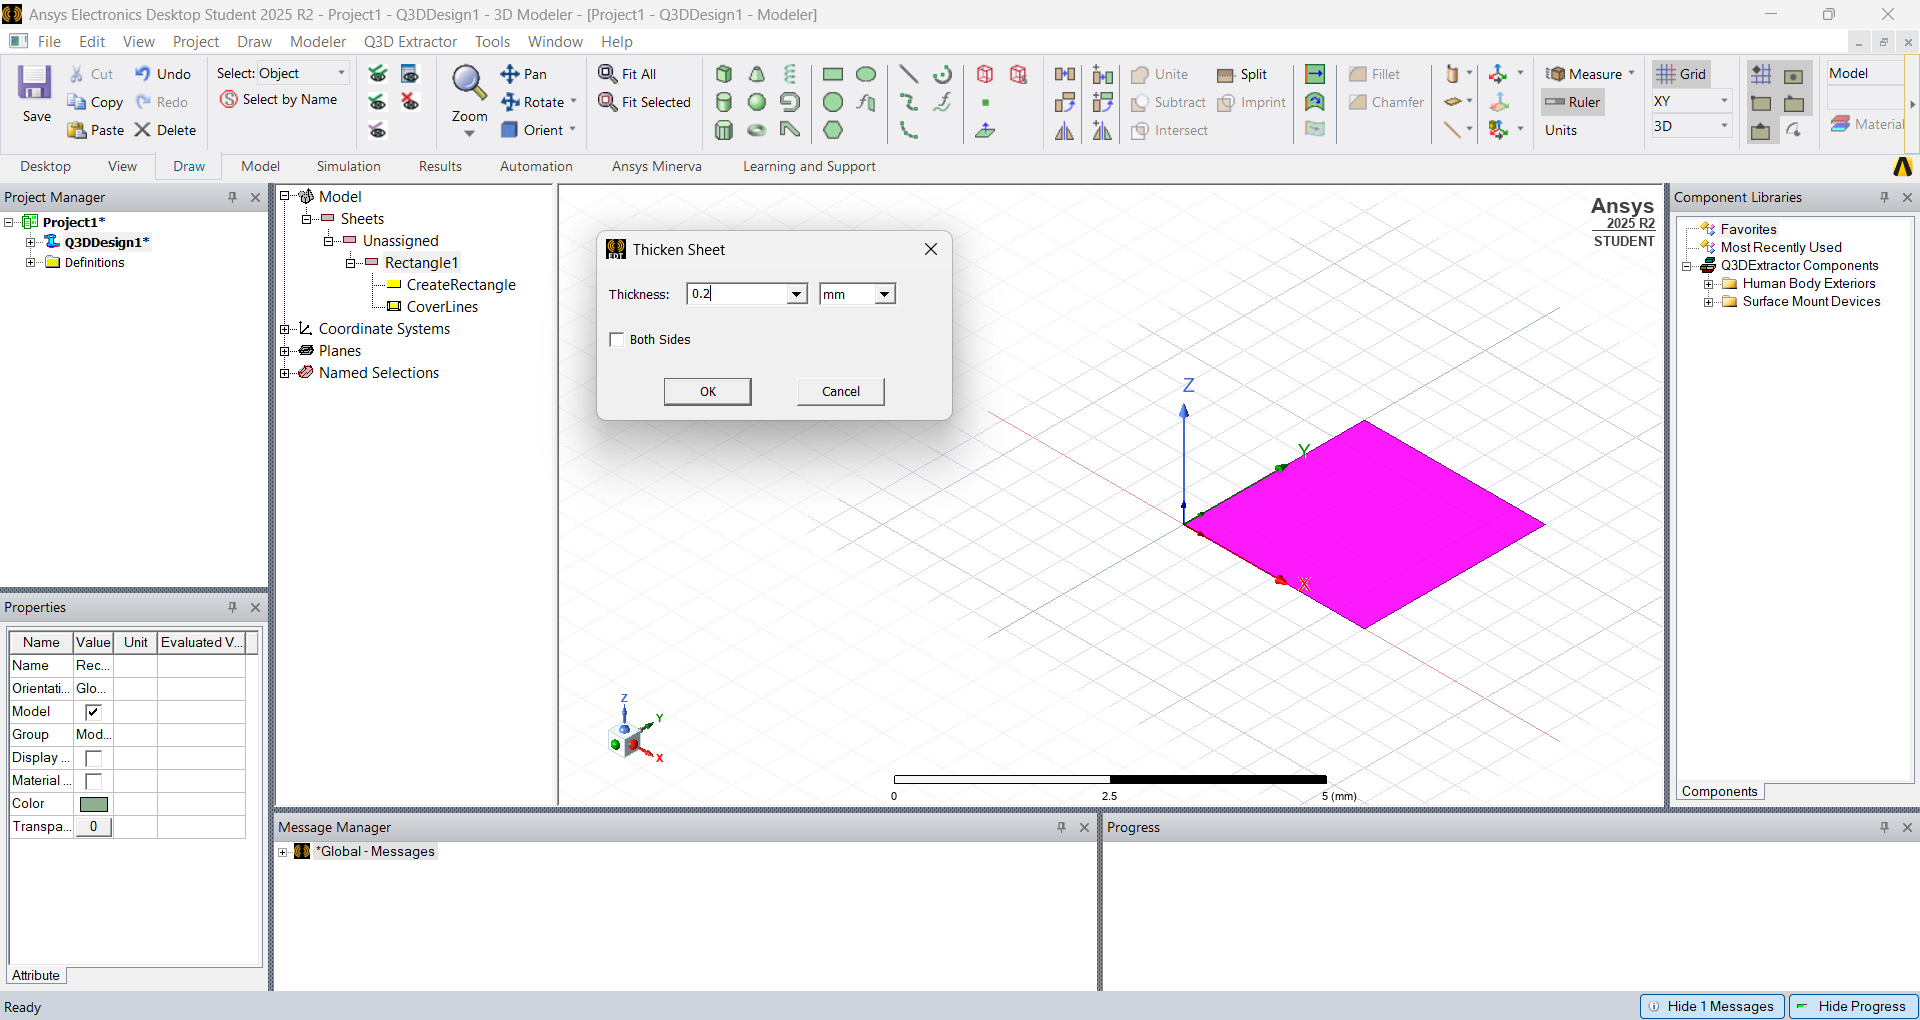 Ansys Electronics Desktop Student 2025 R2 - Project1 - Q3DDesign1 - 3D Modeler - [Project1 - Q3DDesign1 - Modeler]
File Edit View Project Draw Modeler Q3D Extractor Tools Window Help
Save
Cut Undo
Copy Redo
Paste Delete
Select: Object
Select by Name
Zoom
Pan
Rotate
Orient
Fit All
Fit Selected
Unite Split
Subtract Imprint
Intersect
Fillet
Chamfer
Measure
Ruler
Units
Grid
XY
3D
Model
Material
Desktop View Draw Model Simulation Results Automation Ansys Minerva Learning and Support
Project Manager
Project1*
Q3DDesign1*
Definitions
Model
Sheets
Unassigned
Rectangle1
CreateRectangle
CoverLines
Coordinate Systems
Planes
Named Selections
EDT
Thicken Sheet
Thickness: 0.2 mm
Both Sides
OK Cancel
Ansys
2025 R2
STUDENT
Z
Y
X
Z
Y
X
0 2.5 5 (mm)
Component Libraries
Favorites
Most Recently Used
Q3DExtractor Components
Human Body Exteriors
Surface Mount Devices
Components
Properties
Name Value Unit Evaluated V...
Name Rec...
Orientati... Glo...
Model
Group Mod...
Display ...
Material ...
Color
Transpa... 0
Attribute
Message Manager
*Global - Messages
Progress
Ready
Hide 1 Messages Hide Progress